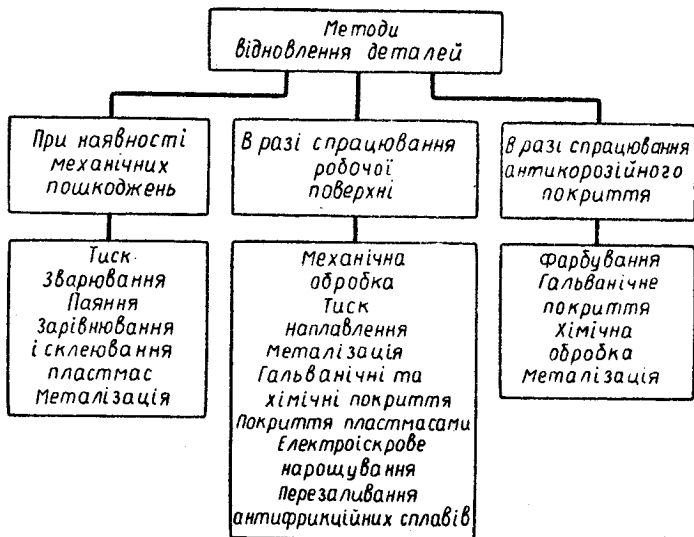 Методи
відновлення деталей
При наявності
механічних
пошкоджень
В разі спрацювання
робочої
поверхні
В разі спрацювання
антикорозійного
покриття
Тиск
Зварювання
Паяння
Зарівнювання
і склеювання
пластмас
Металізація
Механічна
обробка
Тиск
Наплавлення
Металізація
Гальванічні та
хімічні покриття
Покриття пластмасами
Електроіскрове
нарощування
Перезаливання
антифрикційних сплавів
Фарбування
Гальванічне
покриття
Хімічна
обробка
Металізація